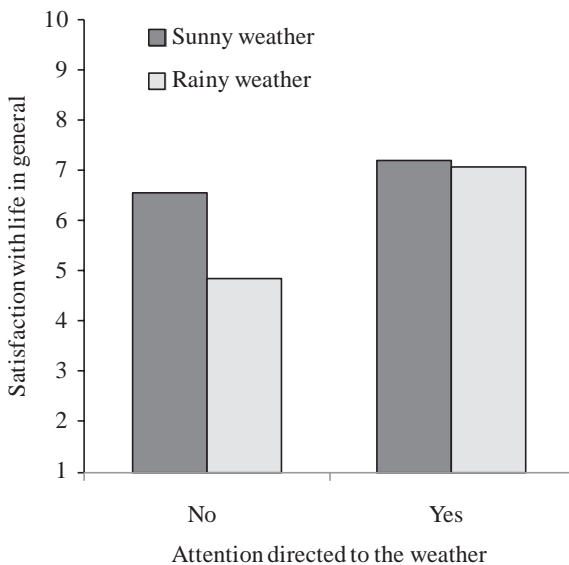 10
9
8
7
6
5
4
3
2
1
Satisfaction with life in general
Sunny weather
Rainy weather
No Yes
Attention directed to the weather